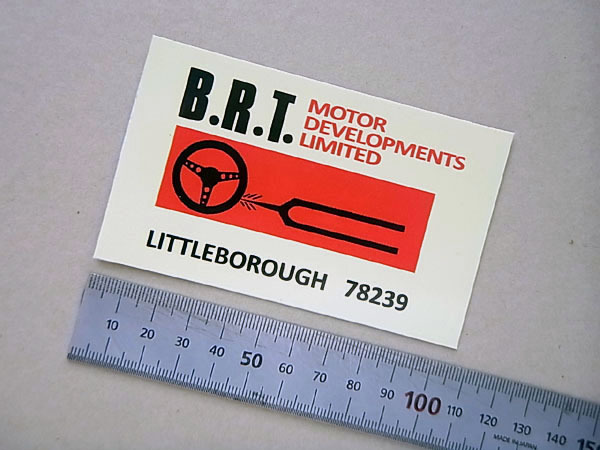 B.R.T. MOTOR
DEVELOPMENTS
LIMITED
LITTLEBOROUGH 78239
10 20 30 40 50 60 70 80 90 100 110 120 130 140 150
MADE IN JAPAN